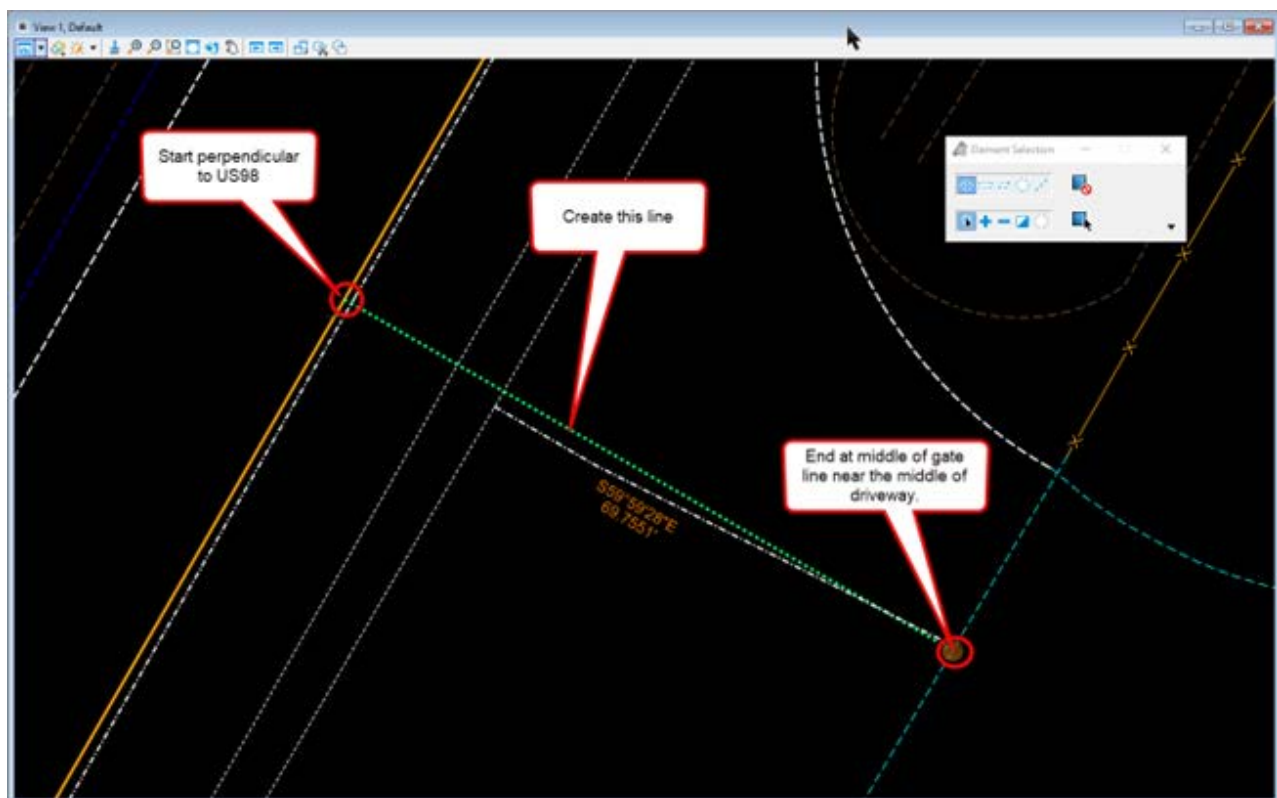 View 1, Default
Element Selection
Start perpendicular
to US98
Create this line
End at middle of gate
line near the middle of
driveway.
S59°59'28"E
69.7551'